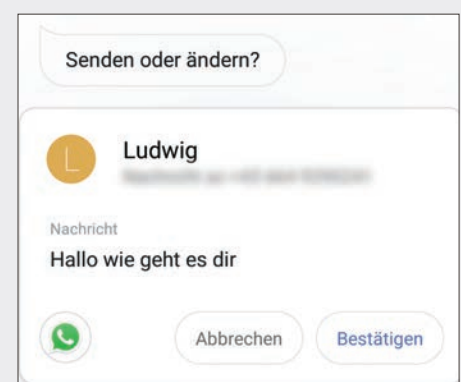 Senden oder ändern?
L
Ludwig
Nachricht
Hallo wie geht es dir
Abbrechen
Bestätigen